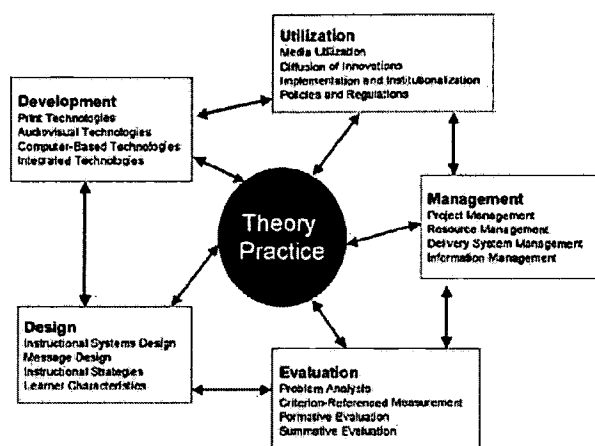 Utilization
Media Utilization
Diffusion of Innovations
Implementation and Institutionalization
Policies and Regulations
Development
Print Technologies
Audiovisual Technologies
Computer-Based Technologies
Integrated Technologies
Theory
Practice
Management
Project Management
Resource Management
Delivery System Management
Information Management
Design
Instructional Systems Design
Message Design
Instructional Strategies
Learner Characteristics
Evaluation
Problem Analysis
Criterion-Referenced Measurement
Formative Evaluation
Summative Evaluation